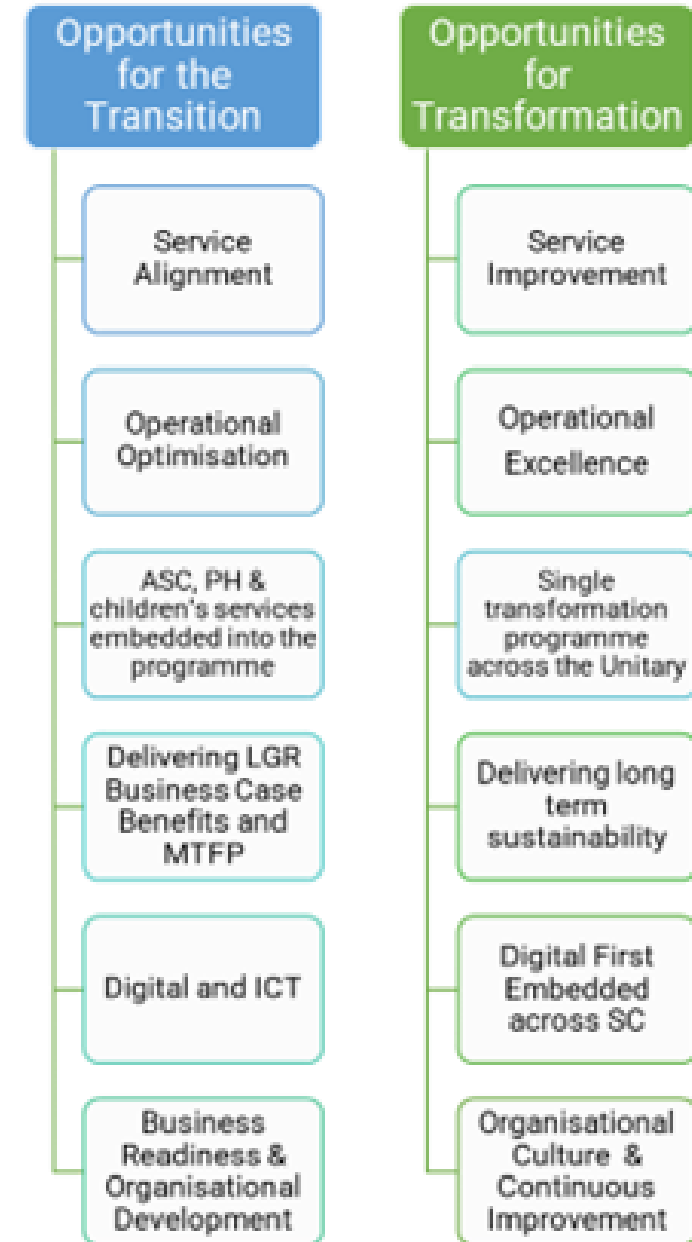 Opportunities
for the
Transition
Service
Alignment
Operational
Optimisation
ASC, PH &
children's services
embedded into the
programme
Delivering LGR
Business Case
Benefits and
MTFP
Digital and ICT
Business
Readiness &
Organisational
Development
Opportunities
for
Transformation
Service
Improvement
Operational
Excellence
Single
transformation
programme
across the Unitary
Delivering long
term
sustainability
Digital First
Embedded
across SC
Organisational
Culture &
Continuous
Improvement